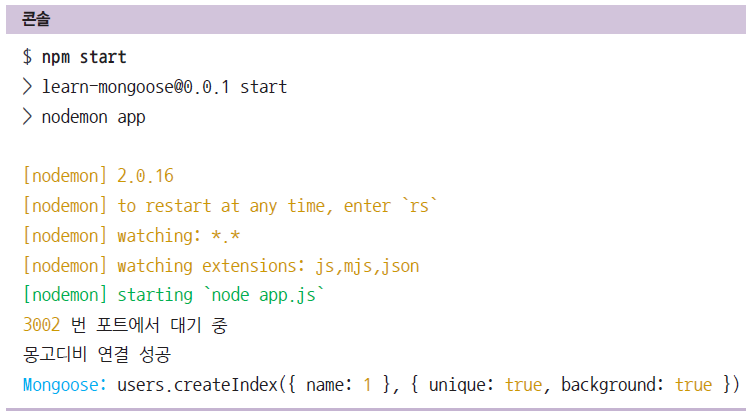 콘솔
$ npm start
> learn-mongoose@0.0.1 start
> nodemon app
[nodemon] 2.0.16
[nodemon] to restart at any time, enter `rs`
[nodemon] watching: *.*
[nodemon] watching extensions: js,mjs,json
[nodemon] starting `node app.js`
3002 번 포트에서 대기 중
몽고디비 연결 성공
Mongoose: users.createIndex({ name: 1 }, { unique: true, background: true })